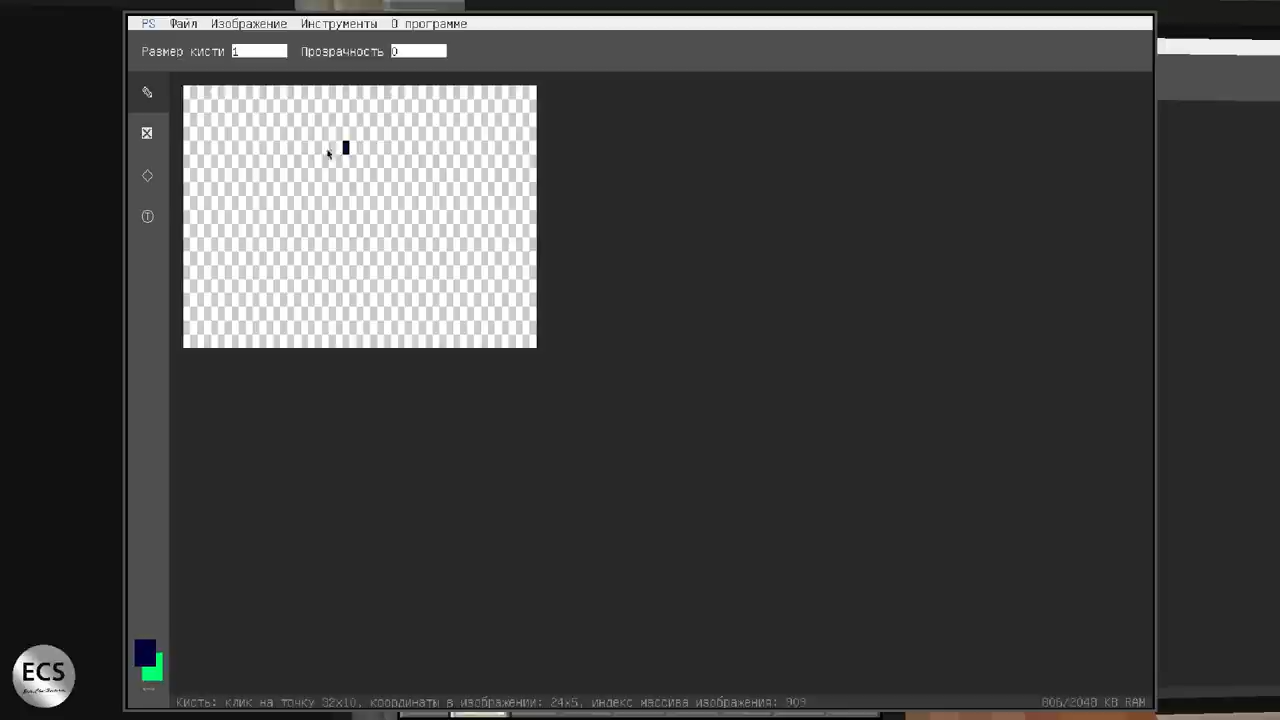 PS Файл Изображение Инструменты О программе
Размер кисти 1 Прозрачность 0
T
Кисть: клик на точку 32x10, координаты в изображении: 24x5, индекс массива изображения: 909
806/2048 KB RAM
ECS